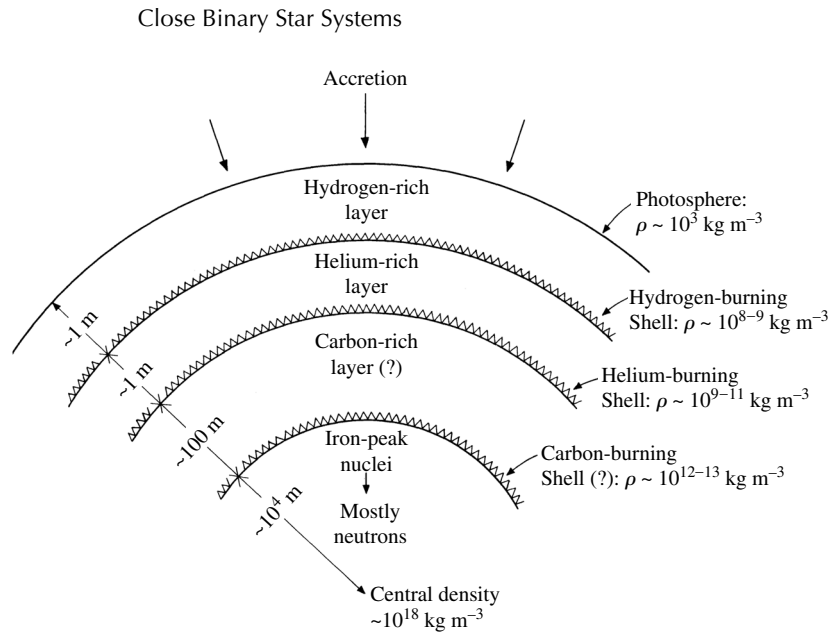 Close Binary Star Systems
Accretion
Hydrogen-rich
layer
Photosphere:
ρ ~ 10³ kg m⁻³
Helium-rich
layer
Hydrogen-burning
Shell: ρ ~ 10⁸⁻⁹ kg m⁻³
~1 m
Carbon-rich
layer (?)
Helium-burning
Shell: ρ ~ 10⁹⁻¹¹ kg m⁻³
~1 m
~100 m
Iron-peak
nuclei
Carbon-burning
Shell (?): ρ ~ 10¹²⁻¹³ kg m⁻³
~10⁴ m
Mostly
neutrons
Central density
~10¹⁸ kg m⁻³